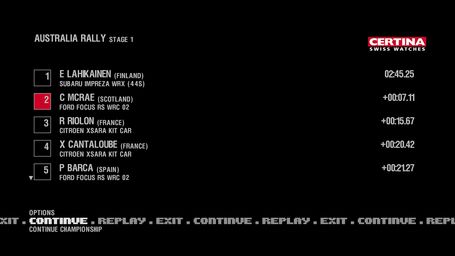 AUSTRALIA RALLY STAGE 1
CERTINA
SWISS WATCHES
1 E LAHIKAINEN (FINLAND) 02:45.25
SUBARU IMPREZA WRX (44S)
2 C MCRAE (SCOTLAND) +00:07.11
FORD FOCUS RS WRC 02
3 R RIOLON (FRANCE) +00:15.67
CITROEN XSARA KIT CAR
4 X CANTALOUBE (FRANCE) +00:20.42
CITROEN XSARA KIT CAR
5 P BARCA (SPAIN) +00:21.27
FORD FOCUS RS WRC 02
OPTIONS
EXIT . CONTINUE . REPLAY . EXIT . CONTINUE . REPLAY . EXIT . CONTINUE . REPL
CONTINUE CHAMPIONSHIP